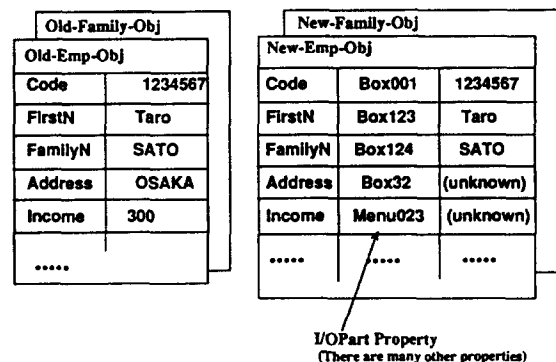 Old-Family-Obj
Old-Emp-Obj
Code 1234567
FirstN Taro
FamilyN SATO
Address OSAKA
Income 300
.....
New-Family-Obj
New-Emp-Obj
Code Box001 1234567
FirstN Box123 Taro
FamilyN Box124 SATO
Address Box32 (unknown)
Income Menu023 (unknown)
..... ..... .....
I/OPart Property
(There are many other properties)